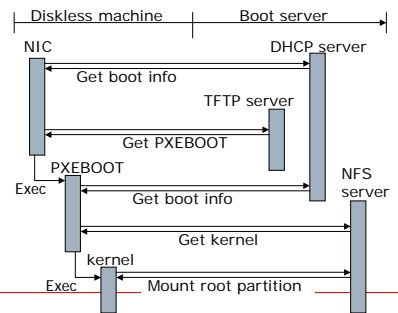 Diskless machine Boot server
NIC DHCP server
Get boot info
TFTP server
Get PXEBOOT
PXEBOOT
NFS
server
Exec
Get boot info
Get kernel
kernel
Exec Mount root partition